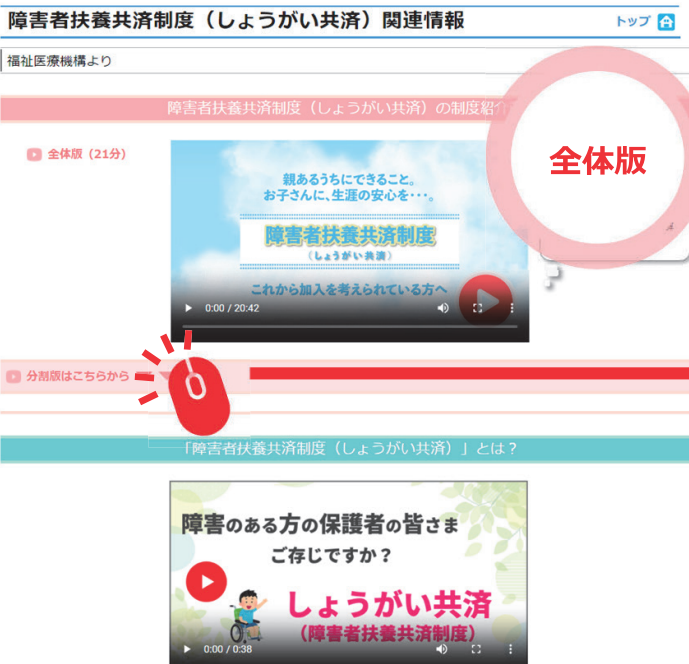 障害者扶養共済制度（しょうがい共済）関連情報
トップ
福祉医療機構より
障害者扶養共済制度（しょうがい共済）の制度紹介
全体版
全体版（21分）
親あるうちにできること。
お子さんに、生涯の安心を・・・。
障害者扶養共済制度
（しょうがい共済）
これから加入を考えられている方へ
0:00 / 20:42
分割版はこちらから
「障害者扶養共済制度（しょうがい共済）」とは？
障害のある方の保護者の皆さま
ご存じですか？
しょうがい共済
（障害者扶養共済制度）
0:00 / 0:38